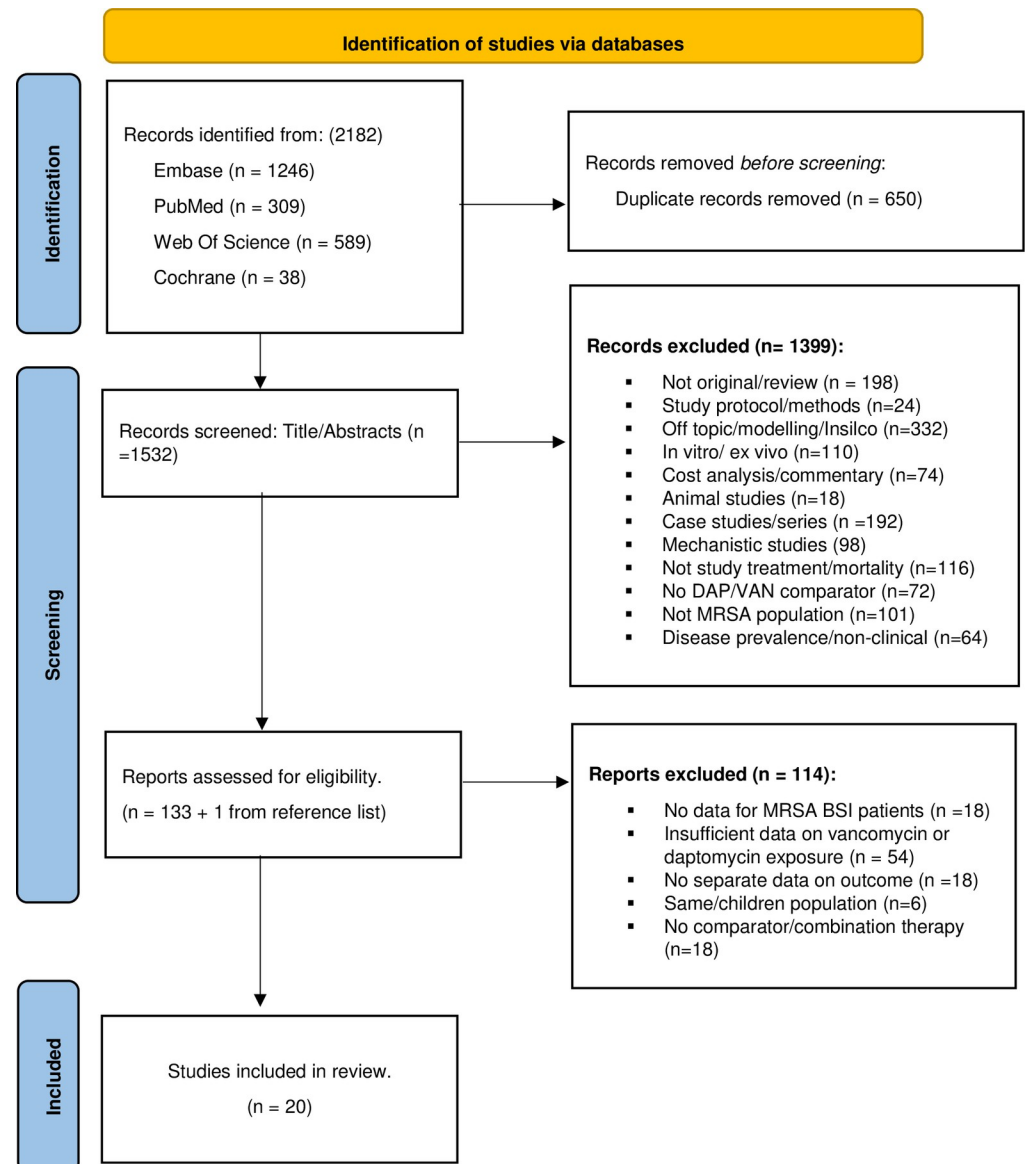 Identification of studies via databases
Identification
Records identified from: (2182)
Embase (n = 1246)
PubMed (n = 309)
Web Of Science (n = 589)
Cochrane (n = 38)
Records removed before screening:
Duplicate records removed (n = 650)
Screening
Records screened: Title/Abstracts (n
=1532)
Records excluded (n= 1399):
▪ Not original/review (n = 198)
▪ Study protocol/methods (n=24)
▪ Off topic/modelling/Insilco (n=332)
▪ In vitro/ ex vivo (n=110)
▪ Cost analysis/commentary (n=74)
▪ Animal studies (n=18)
▪ Case studies/series (n =192)
▪ Mechanistic studies (98)
▪ Not study treatment/mortality (n=116)
▪ No DAP/VAN comparator (n=72)
▪ Not MRSA population (n=101)
▪ Disease prevalence/non-clinical (n=64)
Reports assessed for eligibility.
(n = 133 + 1 from reference list)
Reports excluded (n = 114):
▪ No data for MRSA BSI patients (n =18)
▪ Insufficient data on vancomycin or
daptomycin exposure (n = 54)
▪ No separate data on outcome (n =18)
▪ Same/children population (n=6)
▪ No comparator/combination therapy
(n=18)
Included
Studies included in review.
(n = 20)